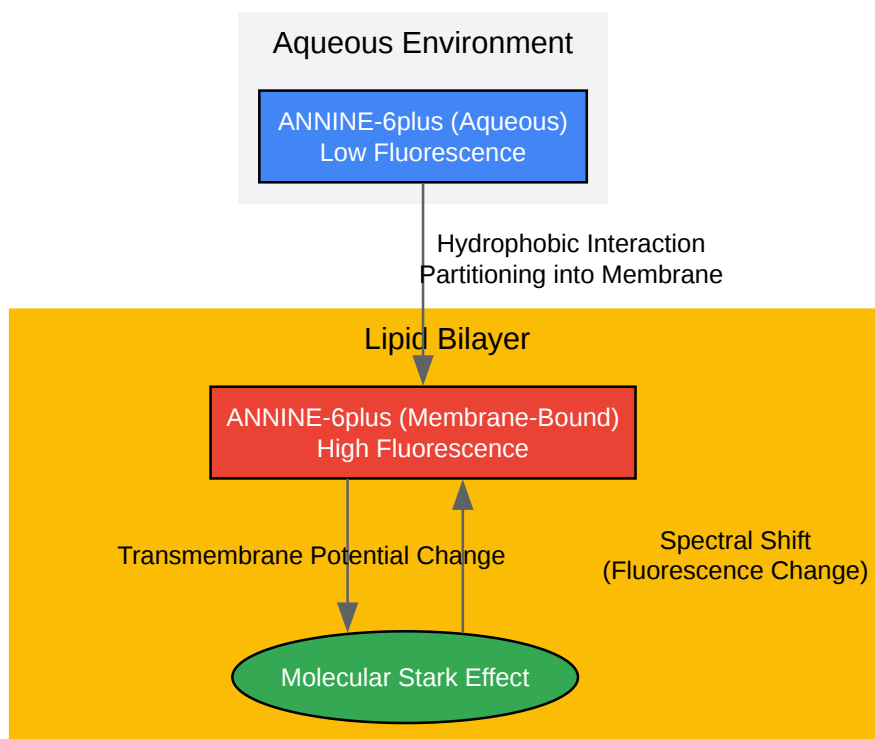 Aqueous Environment
ANNINE-6plus (Aqueous)
Low Fluorescence
Hydrophobic Interaction
Partitioning into Membrane
Lipid Bilayer
ANNINE-6plus (Membrane-Bound)
High Fluorescence
Transmembrane Potential Change
Spectral Shift
(Fluorescence Change)
Molecular Stark Effect